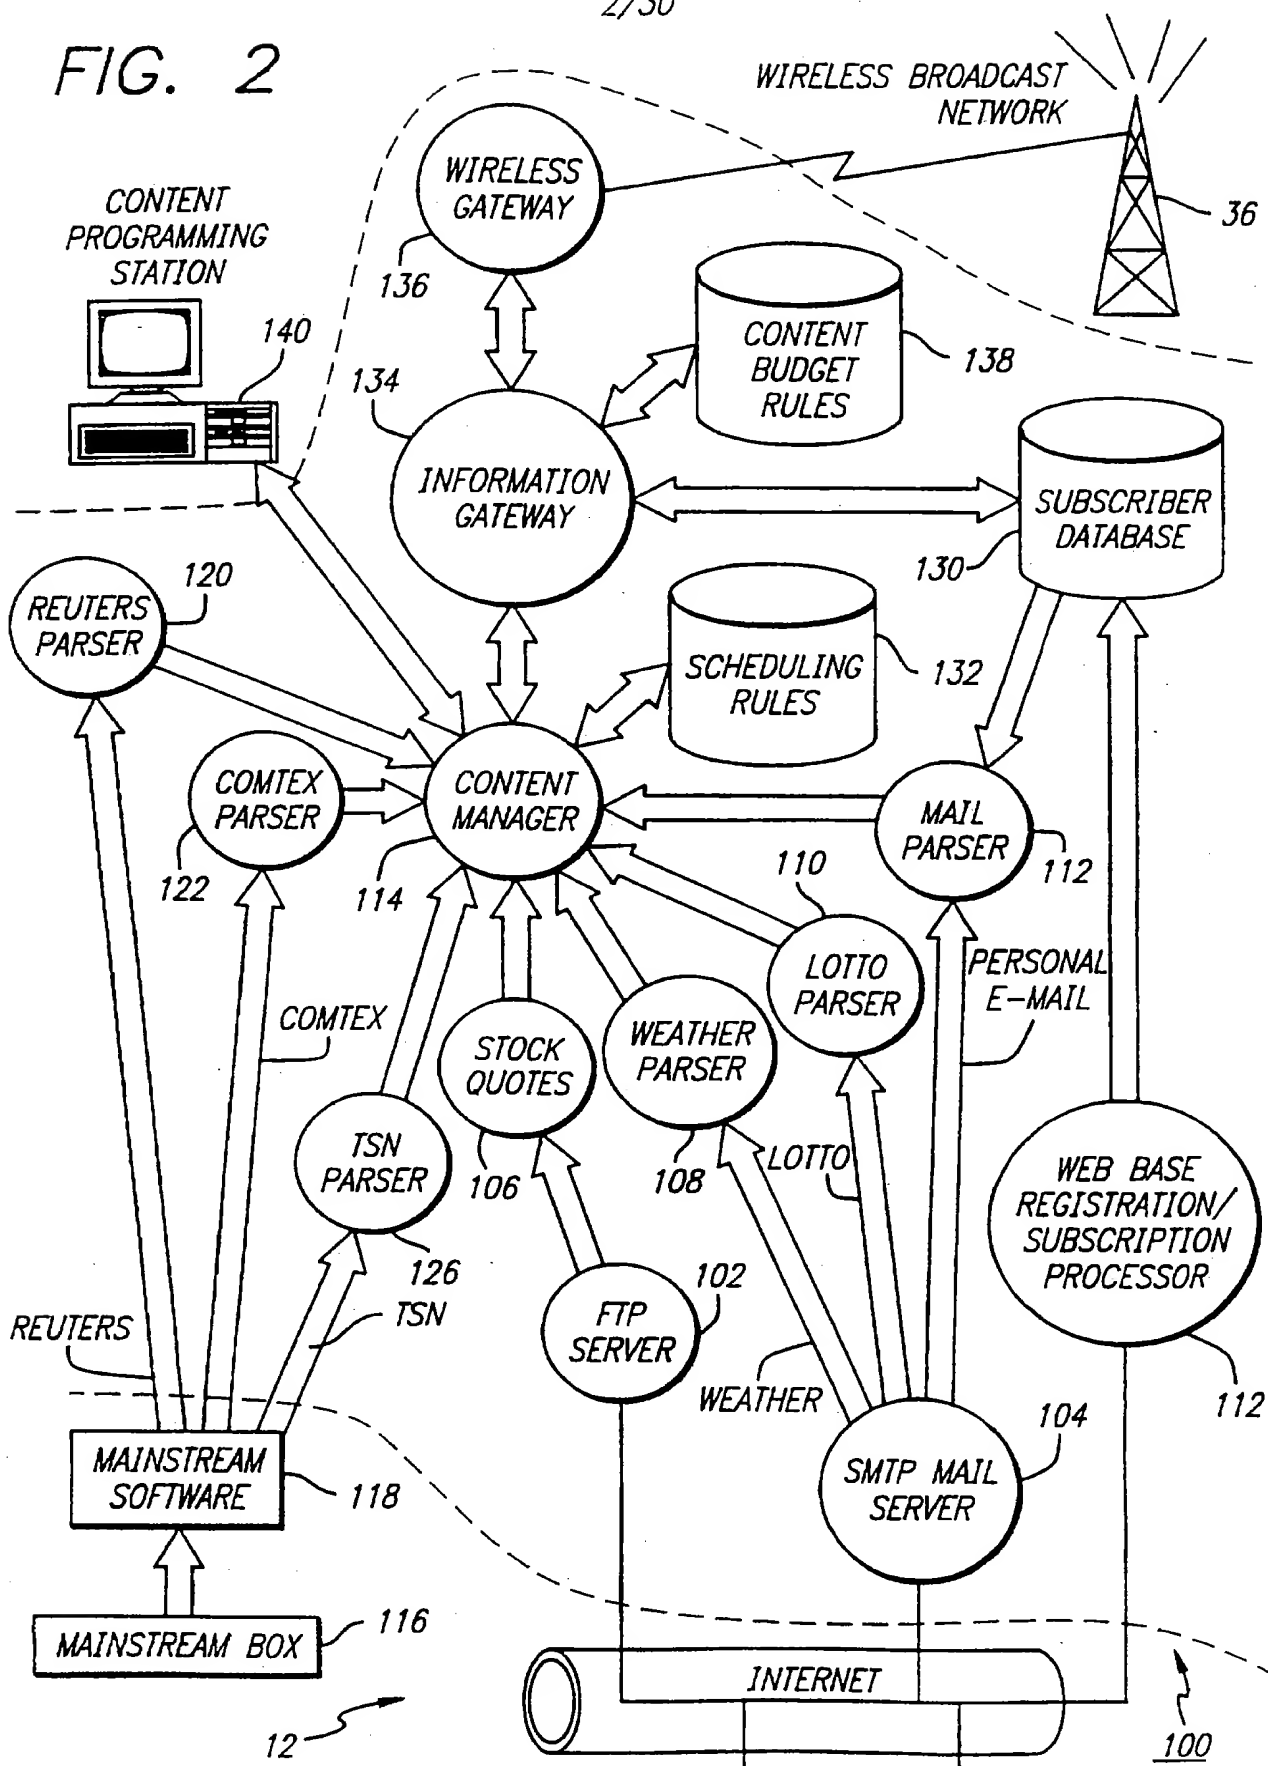 2/30
FIG. 2
WIRELESS BROADCAST
NETWORK
WIRELESS
GATEWAY
36
CONTENT
PROGRAMMING
STATION
136
140
134
CONTENT
BUDGET
RULES
138
INFORMATION
GATEWAY
SUBSCRIBER
DATABASE
130
120
REUTERS
PARSER
SCHEDULING
RULES
132
COMTEX
PARSER
122
CONTENT
MANAGER
114
MAIL
PARSER
112
110
LOTTO
PARSER
PERSONAL
E-MAIL
COMTEX
STOCK
QUOTES
106
WEATHER
PARSER
108
LOTTO
TSN
PARSER
126
WEB BASE
REGISTRATION/
SUBSCRIPTION
PROCESSOR
112
TSN
REUTERS
102
FTP
SERVER
WEATHER
104
SMTP MAIL
SERVER
MAINSTREAM
SOFTWARE
118
116
MAINSTREAM BOX
INTERNET
12
100